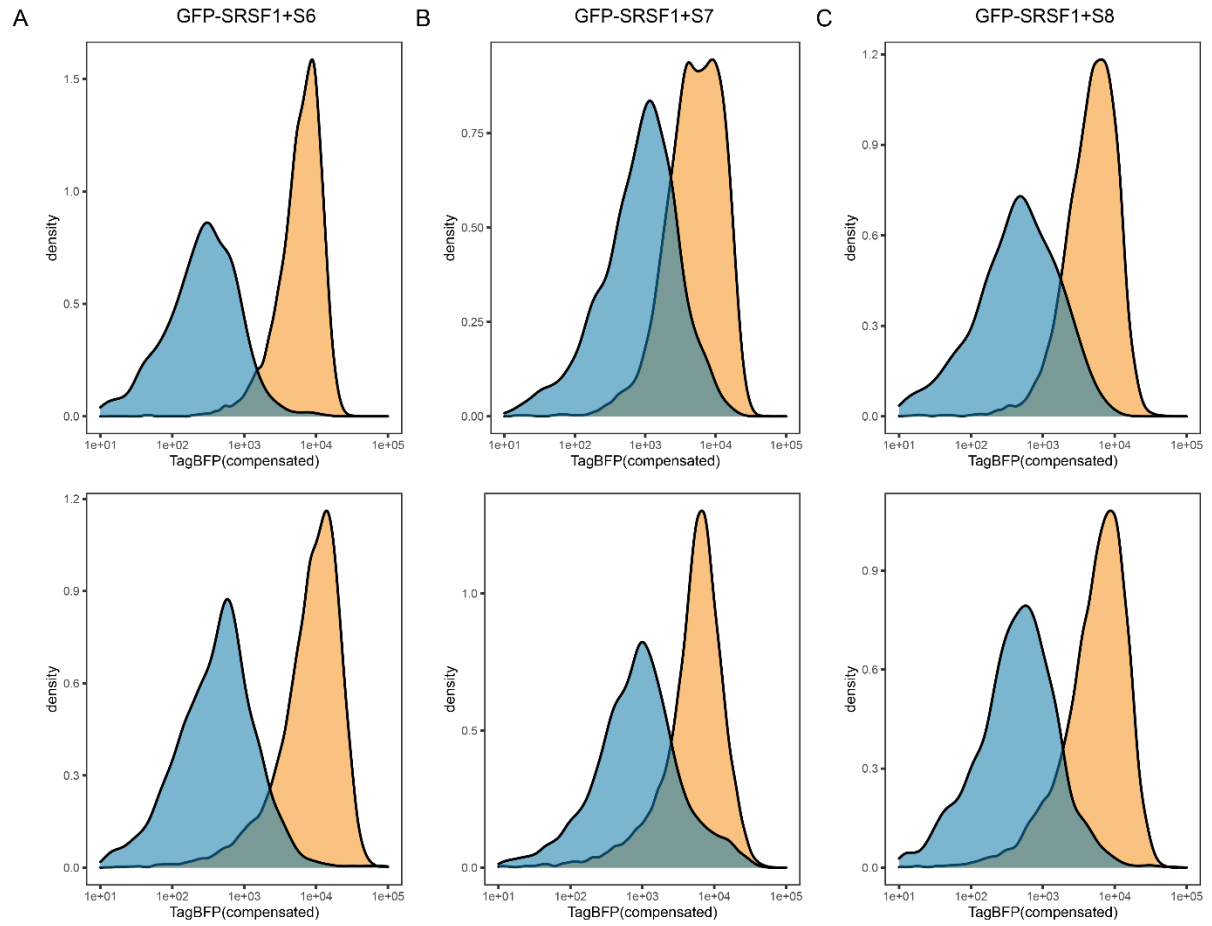 A
GFP-SRSF1+S6
B
GFP-SRSF1+S7
C
GFP-SRSF1+S8
density
1.5
1.0
0.5
0.0
1e+01 1e+02 1e+03 1e+04 1e+05
TagBFP(compensated)
density
0.75
0.50
0.25
0.00
1e+01 1e+02 1e+03 1e+04 1e+05
TagBFP(compensated)
density
1.2
0.9
0.6
0.3
0.0
1e+01 1e+02 1e+03 1e+04 1e+05
TagBFP(compensated)
density
1.2
0.9
0.6
0.3
0.0
1e+01 1e+02 1e+03 1e+04 1e+05
TagBFP(compensated)
density
1.0
0.5
0.0
1e+01 1e+02 1e+03 1e+04 1e+05
TagBFP(compensated)
density
0.9
0.6
0.3
0.0
1e+01 1e+02 1e+03 1e+04 1e+05
TagBFP(compensated)